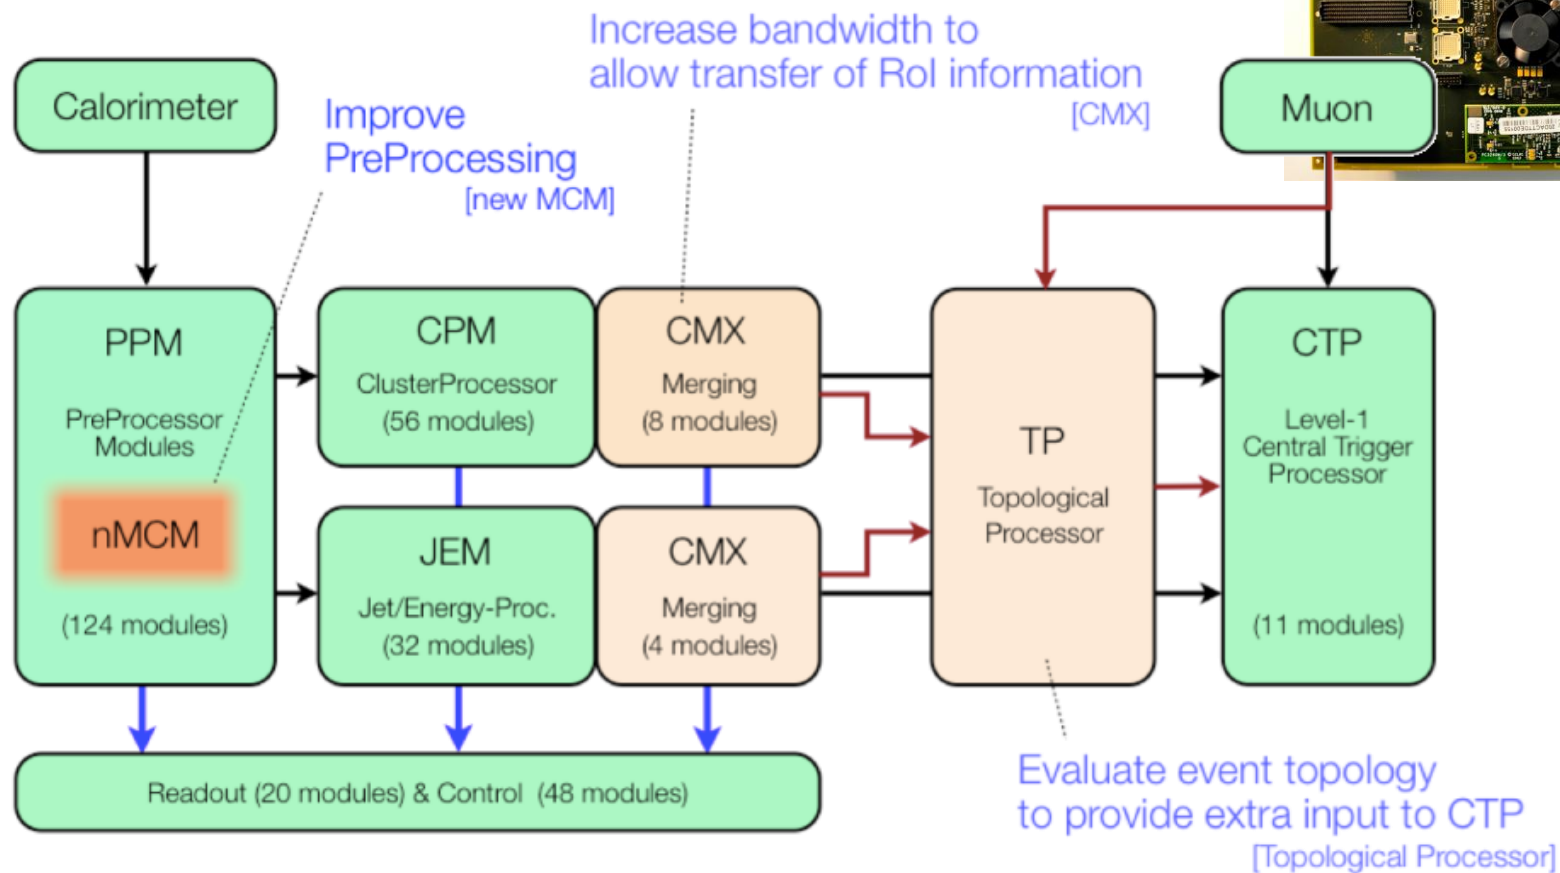 Increase bandwidth to
allow transfer of RoI information
[CMX]
Calorimeter
Improve
PreProcessing
[new MCM]
Muon
PPM
PreProcessor
Modules
nMCM
(124 modules)
CPM
ClusterProcessor
(56 modules)
CMX
Merging
(8 modules)
JEM
Jet/Energy-Proc.
(32 modules)
CMX
Merging
(4 modules)
TP
Topological
Processor
CTP
Level-1
Central Trigger
Processor
(11 modules)
Readout (20 modules) & Control (48 modules)
Evaluate event topology
to provide extra input to CTP
[Topological Processor]